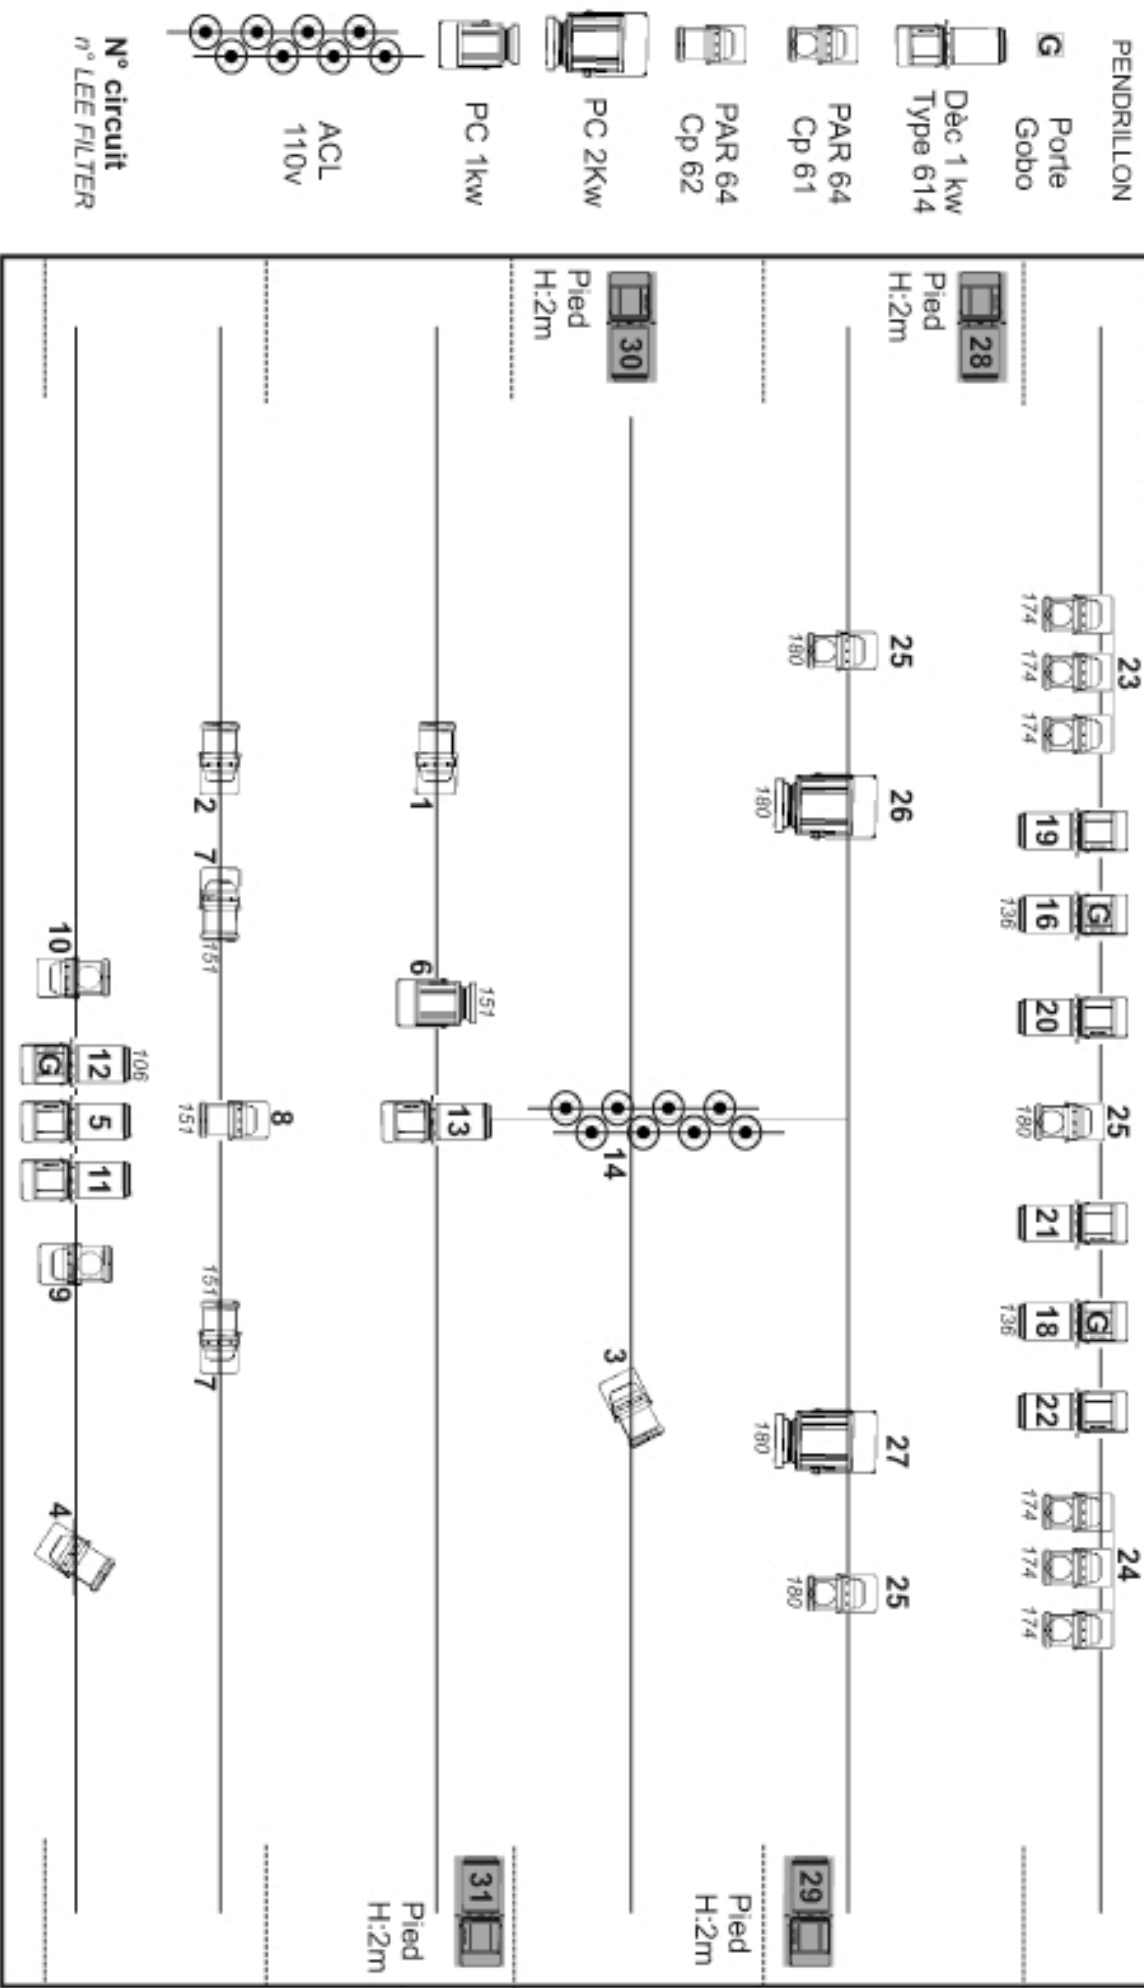 PENDRILLON
G
Porte
Gobo
Dèc 1 kw
Type 614
PAR 64
Cp 61
PAR 64
Cp 62
PC 2Kw
PC 1kw
ACL
110v
N° circuit
n° LEE FILTER
23 25 24
G G
19 16 20 21 18 22
174 174 174 180 174 174 174
136 136
28
Pied
H:2m
25 26 27 25
180 180 180 180
29
Pied
H:2m
30
Pied
H:2m
14 3
31
Pied
H:2m
151
13
1 6
8
7 2 7
151 151 151
106
12 5 11
G
10 9 4